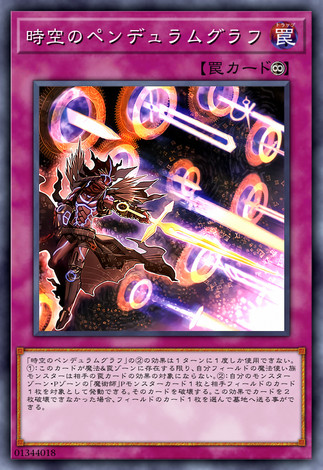 時空のペンデュラムグラフ
トラップ
罠
【罠カード】
「時空のペンデュラムグラフ」の②の効果は１ターンに１度しか使用できない。
①：このカードが魔法&罠ゾーンに存在する限り、自分フィールドの魔法使い族
モンスターは相手の罠カードの効果の対象にならない。②：自分のモンスター
ゾーン・Pゾーンの「魔術師」Pモンスターカード１枚と相手フィールドのカード
１枚を対象として発動できる。そのカードを破壊する。この効果でカードを２
枚破壊できなかった場合、フィールドのカード１枚を選んで墓地へ送る事がで
きる。
01344018